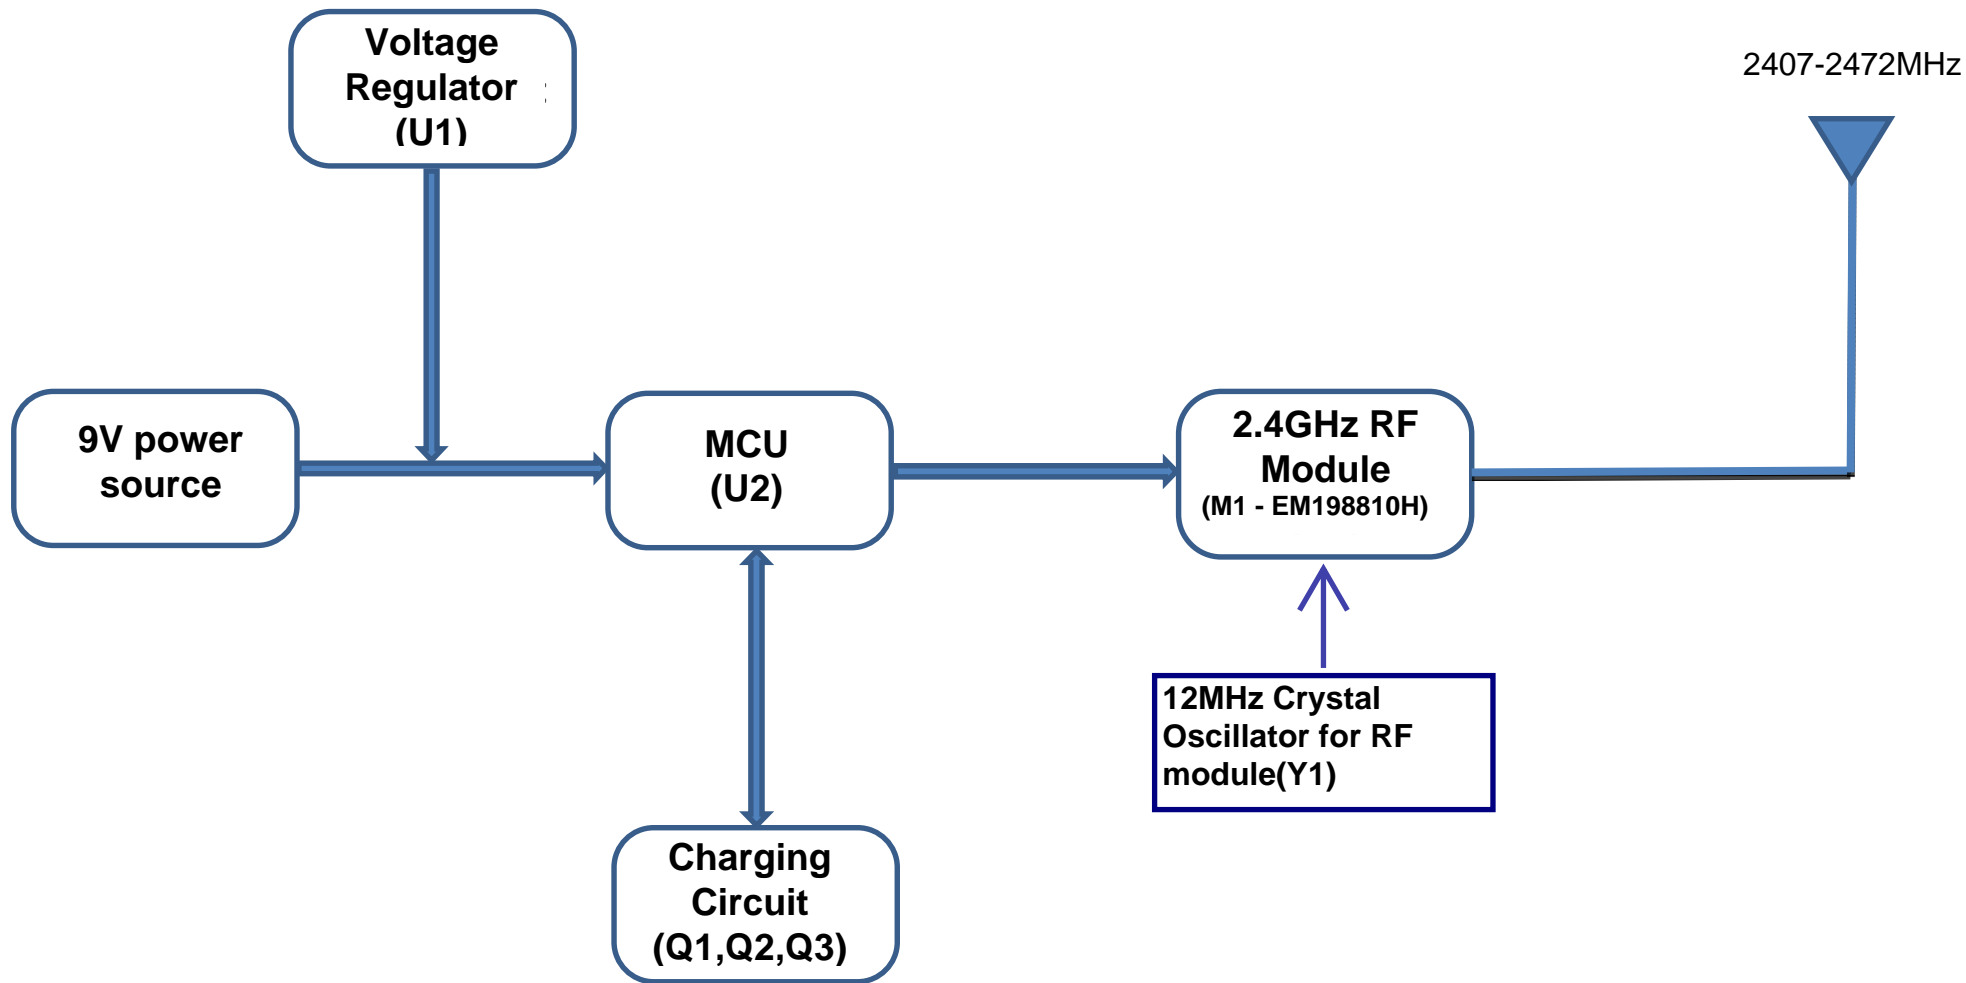 Voltage
Regulator :
(U1)
2407-2472MHz
9V power
source
MCU
(U2)
2.4GHz RF
Module
(M1 - EM198810H)
12MHz Crystal
Oscillator for RF
module(Y1)
Charging
Circuit
(Q1,Q2,Q3)